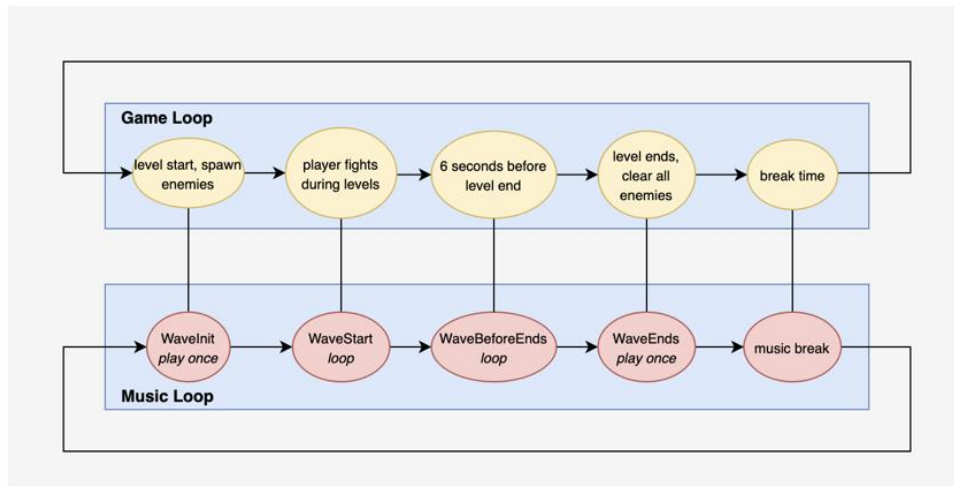 Game Loop
level start, spawn
enemies
player fights
during levels
6 seconds before
level end
level ends,
clear all
enemies
break time
WaveInit
play once
WaveStart
loop
WaveBeforeEnds
loop
WaveEnds
play once
music break
Music Loop